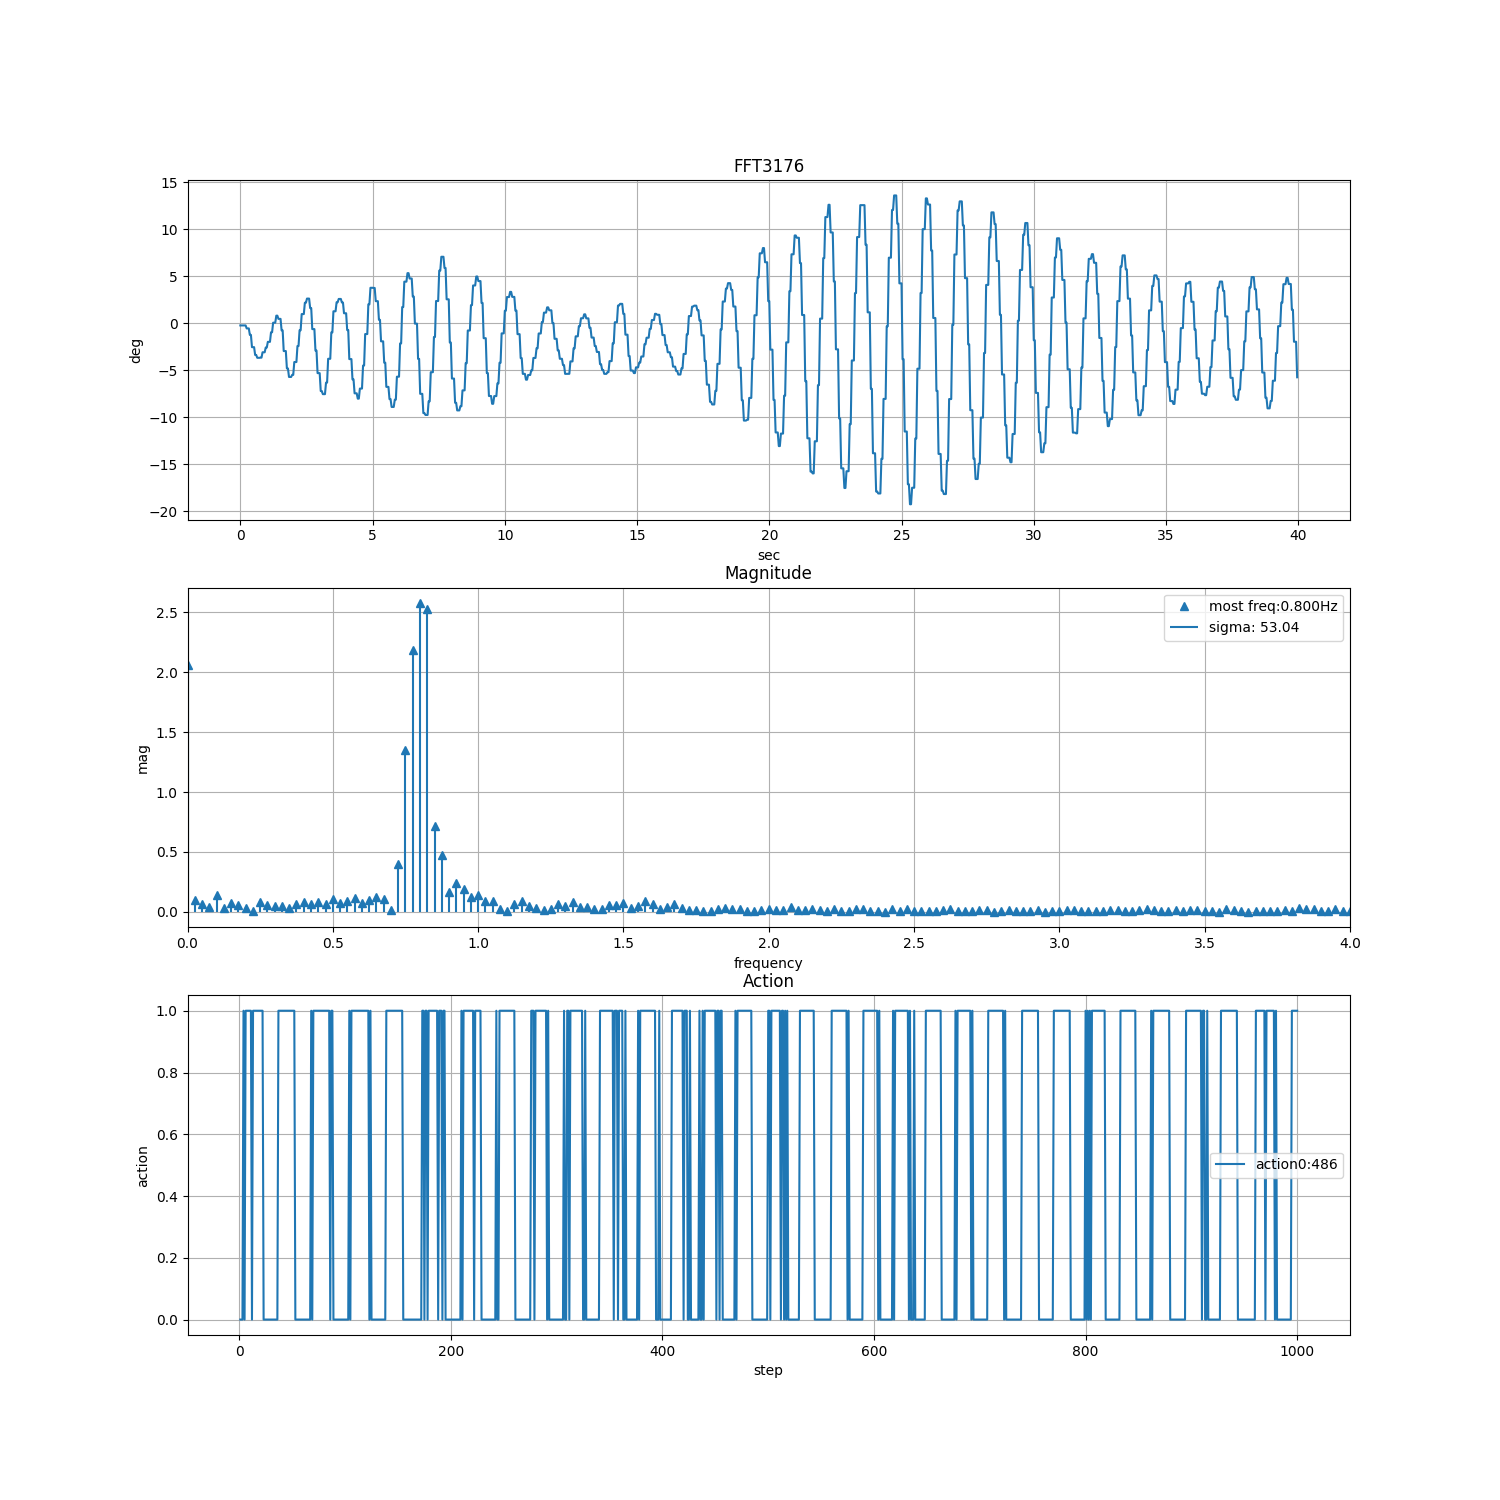 FFT3176
15
10
5
0
−5
−10
−15
−20
deg
0 5 10 15 20 25 30 35 40
sec
Magnitude
2.5
2.0
1.5
1.0
0.5
0.0
mag
most freq:0.800Hz
sigma: 53.04
0.0 0.5 1.0 1.5 2.0 2.5 3.0 3.5 4.0
frequency
Action
1.0
0.8
0.6
0.4
0.2
0.0
action
action0:486
0 200 400 600 800 1000
step